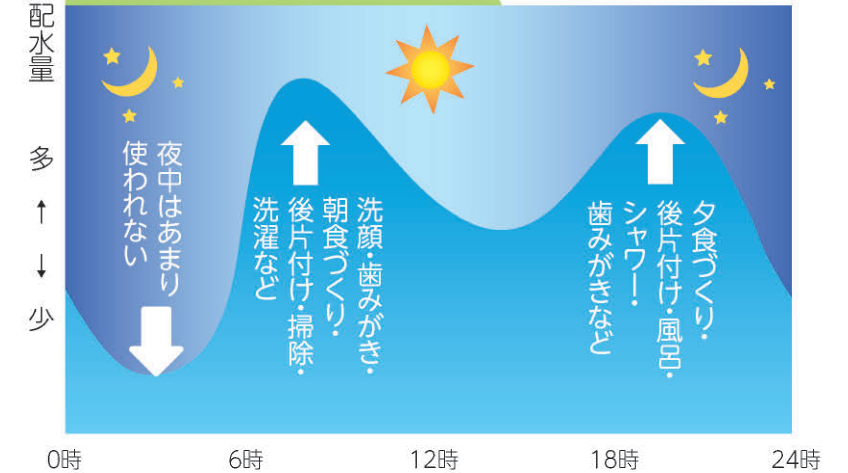 配水量
多
↑
↓
少
夜中はあまり
使われない
洗顔・歯みがき・
朝食づくり・
後片付け・掃除・
洗濯など
夕食づくり・
後片付け・風呂・
シャワー・
歯みがきなど
0時
6時
12時
18時
24時